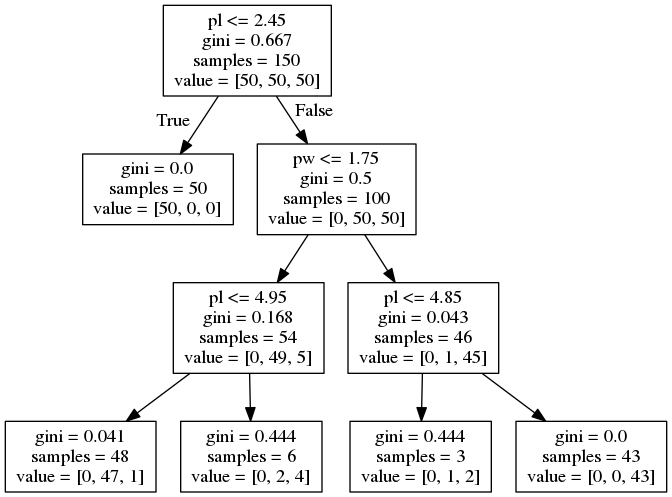 pl <= 2.45
gini = 0.667
samples = 150
value = [50, 50, 50]
True
False
gini = 0.0
samples = 50
value = [50, 0, 0]
pw <= 1.75
gini = 0.5
samples = 100
value = [0, 50, 50]
pl <= 4.95
gini = 0.168
samples = 54
value = [0, 49, 5]
pl <= 4.85
gini = 0.043
samples = 46
value = [0, 1, 45]
gini = 0.041
samples = 48
value = [0, 47, 1]
gini = 0.444
samples = 6
value = [0, 2, 4]
gini = 0.444
samples = 3
value = [0, 1, 2]
gini = 0.0
samples = 43
value = [0, 0, 43]